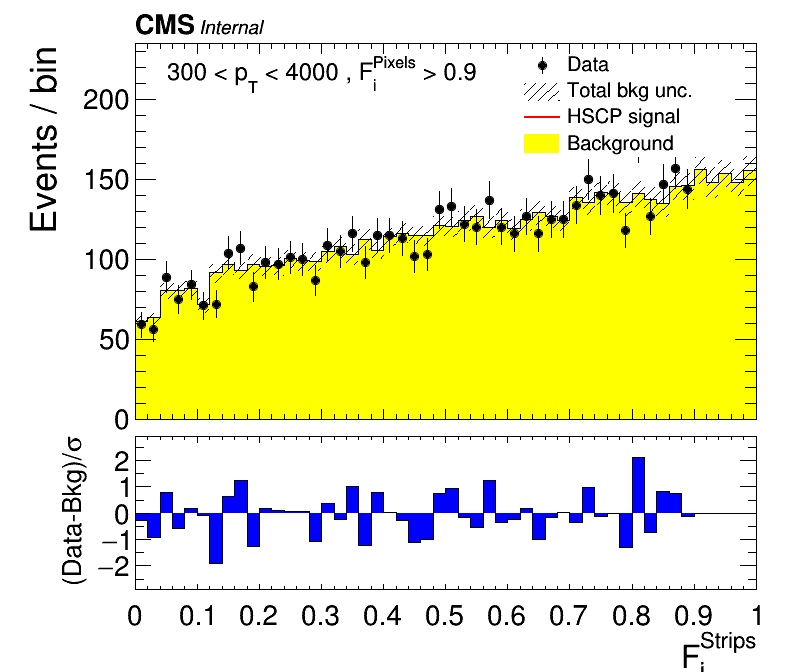 CMS Internal
300 < p_T < 4000 , F_i^Pixels > 0.9
Data
Total bkg unc.
HSCP signal
Background
Events / bin
200
150
100
50
0
(Data-Bkg)/σ
2
1
0
−1
−2
0 0.1 0.2 0.3 0.4 0.5 0.6 0.7 0.8 0.9 1
F_i^Strips